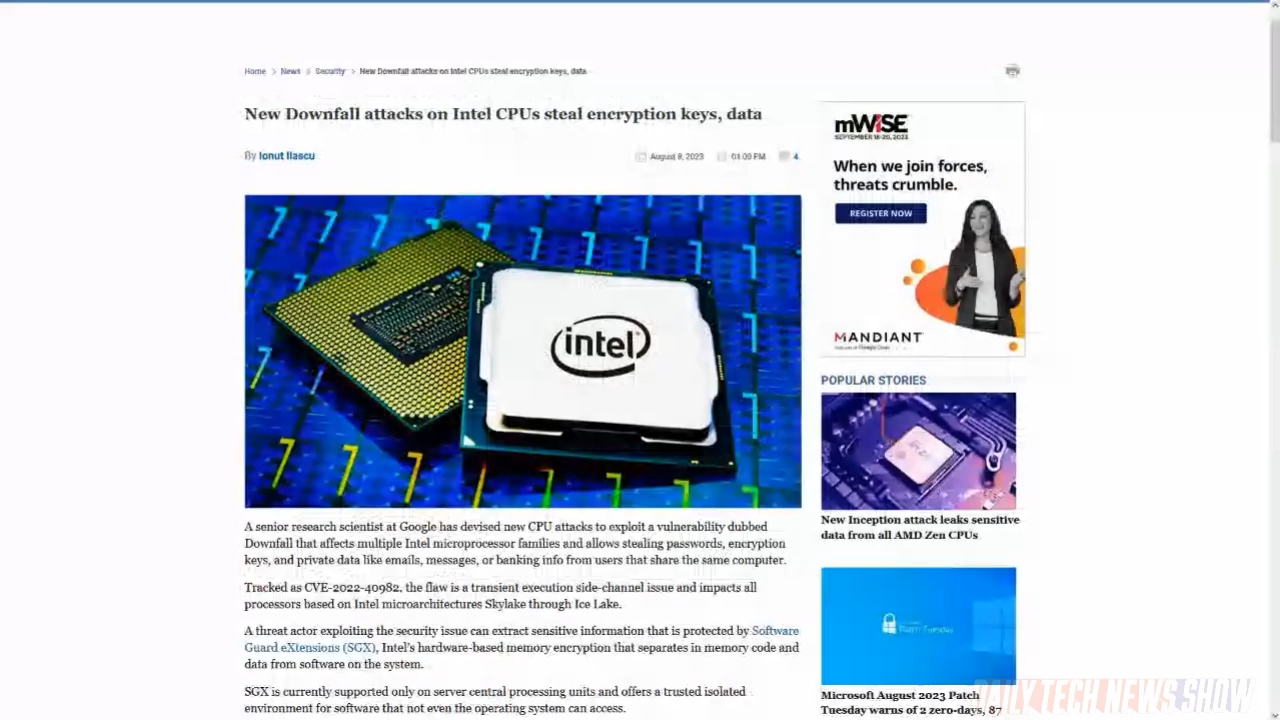 Home > News > Security > New Downfall attacks on Intel CPUs steal encryption keys, data
New Downfall attacks on Intel CPUs steal encryption keys, data
By Ionut Ilascu
August 8, 2023 01:09 PM 4
intel
A senior research scientist at Google has devised new CPU attacks to exploit a vulnerability dubbed
Downfall that affects multiple Intel microprocessor families and allows stealing passwords, encryption
keys, and private data like emails, messages, or banking info from users that share the same computer.
Tracked as CVE-2022-40982, the flaw is a transient execution side-channel issue and impacts all
processors based on Intel microarchitectures Skylake through Ice Lake.
A threat actor exploiting the security issue can extract sensitive information that is protected by Software
Guard eXtensions (SGX), Intel's hardware-based memory encryption that separates in memory code and
data from software on the system.
SGX is currently supported only on server central processing units and offers a trusted isolated
environment for software that not even the operating system can access.
mWISE
SEPTEMBER 18-20, 2023
When we join forces,
threats crumble.
REGISTER NOW
MANDIANT
POPULAR STORIES
New Inception attack leaks sensitive
data from all AMD Zen CPUs
Patch Tuesday
Microsoft August 2023 Patch
Tuesday warns of 2 zero-days, 87
DAILY TECH NEWS SHOW